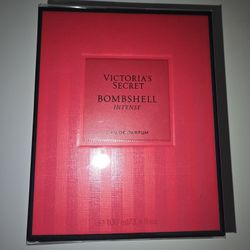 VICTORIA'S
SECRET
BOMBSHELL
INTENSE
EAU DE PARFUM